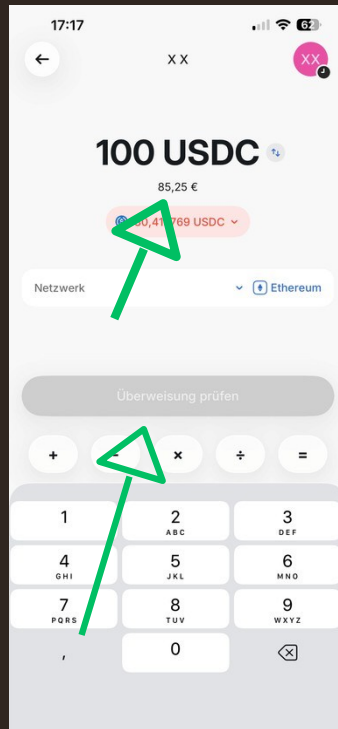 17:17 62
X X XX
100 USDC
85,25 €
USDC
Netzwerk Ethereum
Überweisung prüfen
+ − × ÷ =
1 2 3
ABC DEF
4 5 6
GHI JKL MNO
7 8 9
PQRS TUV WXYZ
, 0